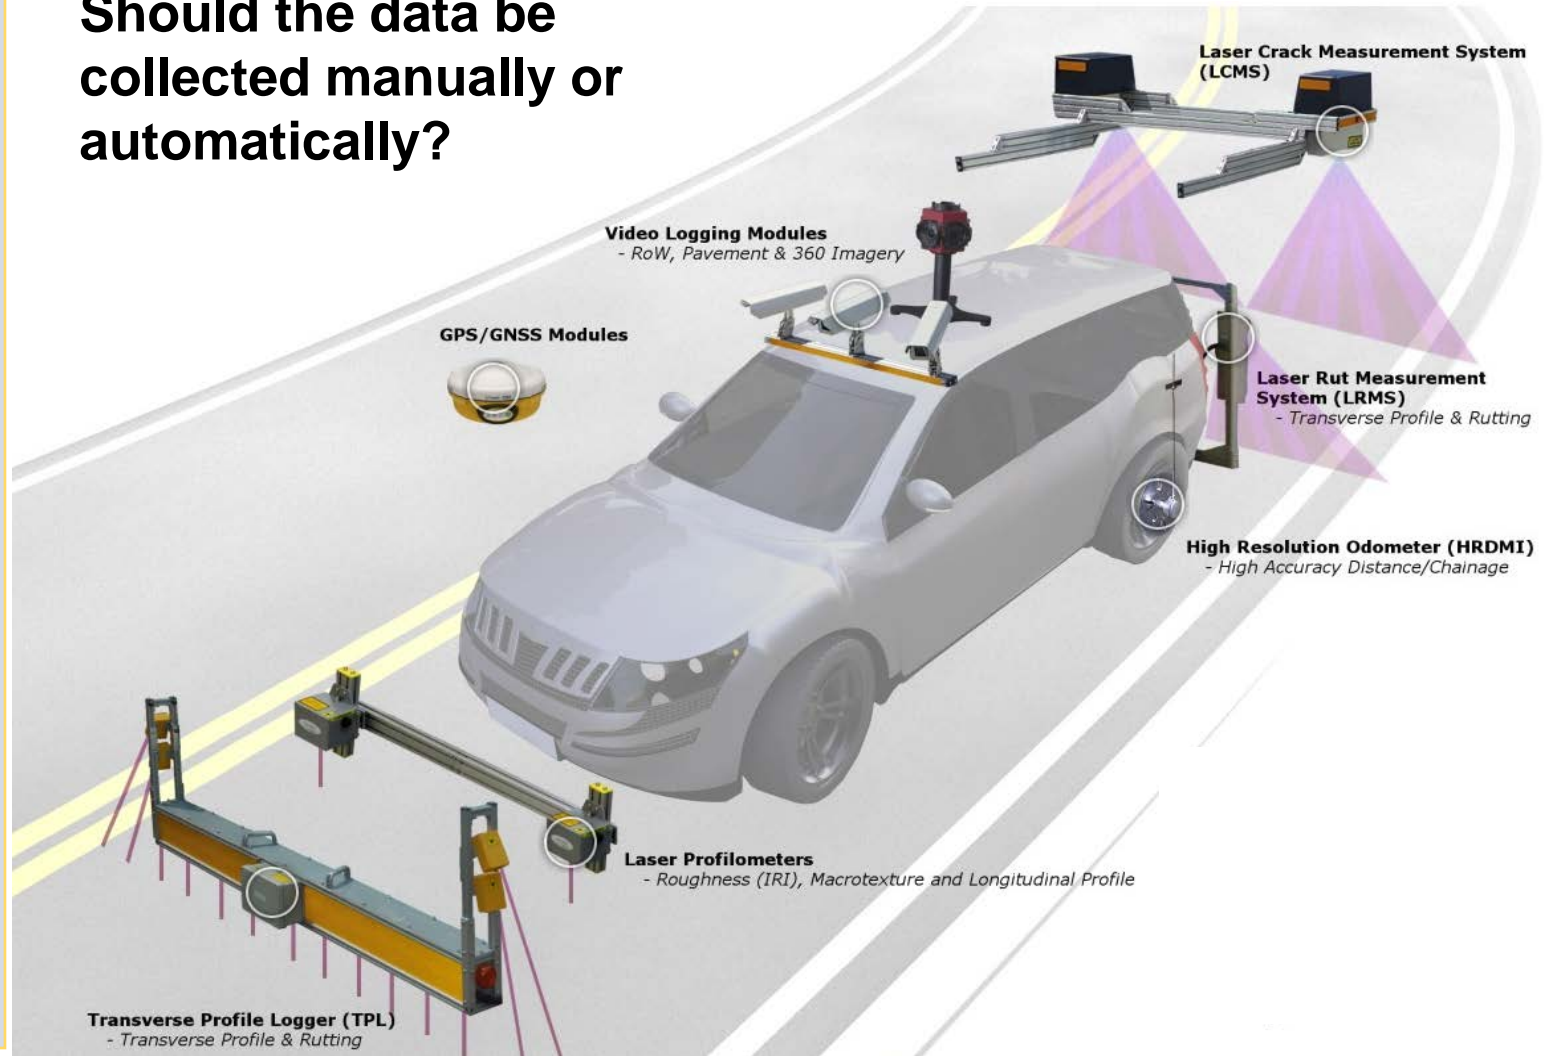 Should the data be
collected manually or
automatically?
Laser Crack Measurement System
(LCMS)
Video Logging Modules
- RoW, Pavement & 360 Imagery
GPS/GNSS Modules
Laser Rut Measurement
System (LRMS)
- Transverse Profile & Rutting
High Resolution Odometer (HRDMI)
- High Accuracy Distance/Chainage
Laser Profilometers
- Roughness (IRI), Macrotexture and Longitudinal Profile
Transverse Profile Logger (TPL)
- Transverse Profile & Rutting